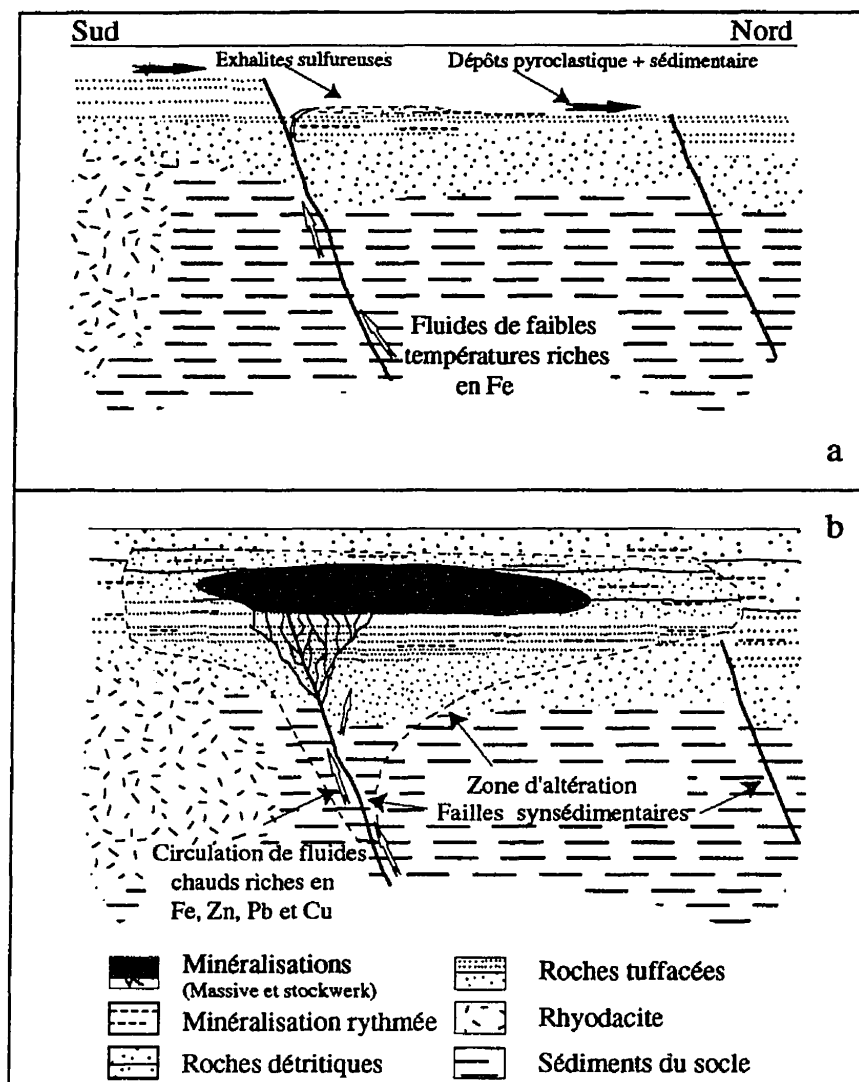 Sud
Nord
Exhalites sulfureuses
Dépôts pyroclastique + sédimentaire
Fluides de faibles
températures riches
en Fe
a
b
Zone d'altération
Failles synsédimentaires
Circulation de fluides
chauds riches en
Fe, Zn, Pb et Cu
Minéralisations
(Massive et stockwerk)
Minéralisation rythmée
Roches détritiques
Roches tuffacées
Rhyodacite
Sédiments du socle